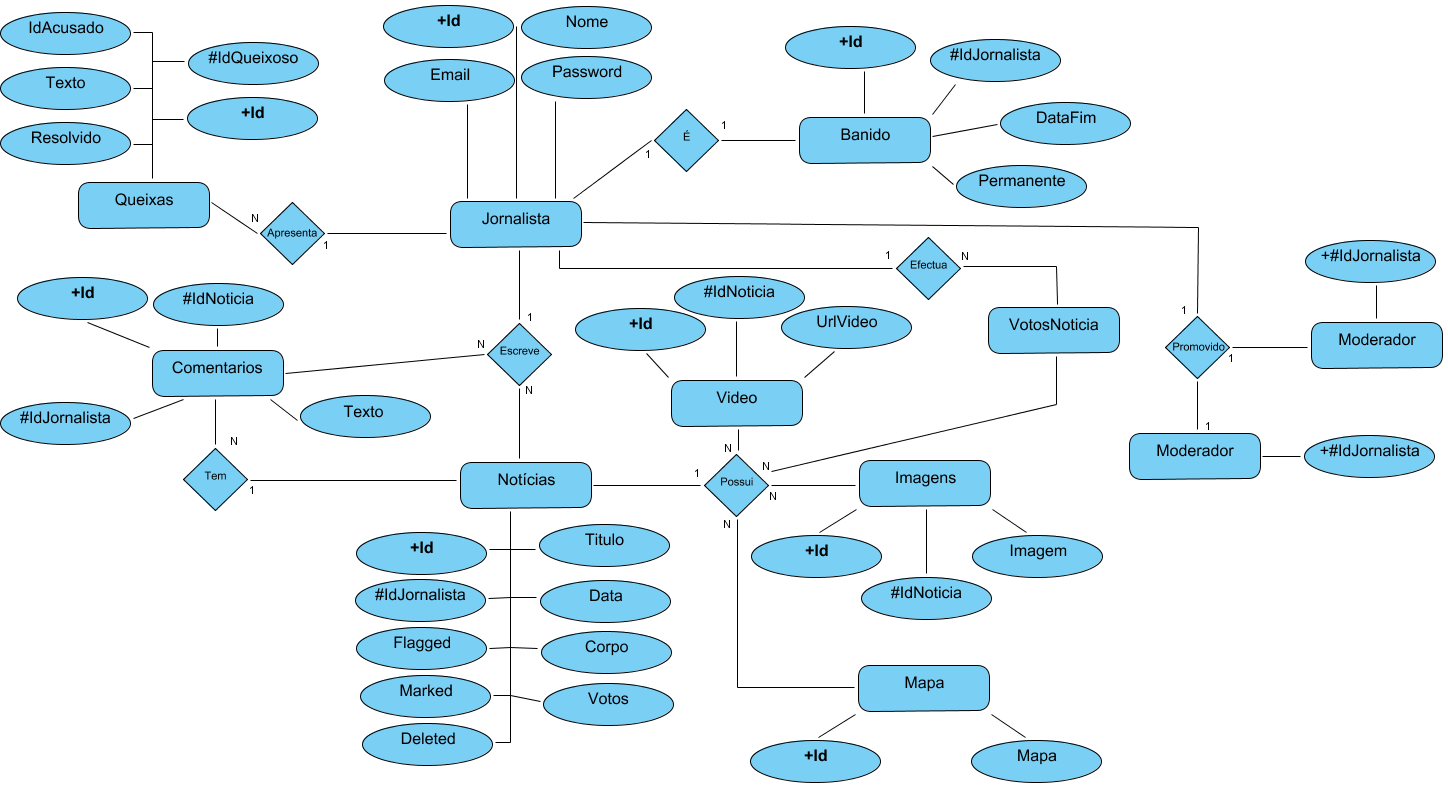 IdAcusado
#IdQueixoso
Texto
+Id
Resolvido
Queixas
N
Apresenta
1
+Id
Nome
Email
Password
Jornalista
1
É
1
+Id
#IdJornalista
DataFim
Banido
Permanente
1
Efectua
N
VotosNoticia
+#IdJornalista
Moderador
1
Promovido
1
1
Moderador
+#IdJornalista
+Id
#IdNoticia
Comentarios
#IdJornalista
Texto
N
Tem
1
1
N
Escreve
N
#IdNoticia
+Id
UrlVideo
Video
N
N
1
Possui
N
N
Notícias
Imagens
+Id
Imagem
#IdNoticia
+Id
Titulo
#IdJornalista
Data
Flagged
Corpo
Marked
Votos
Deleted
Mapa
+Id
Mapa